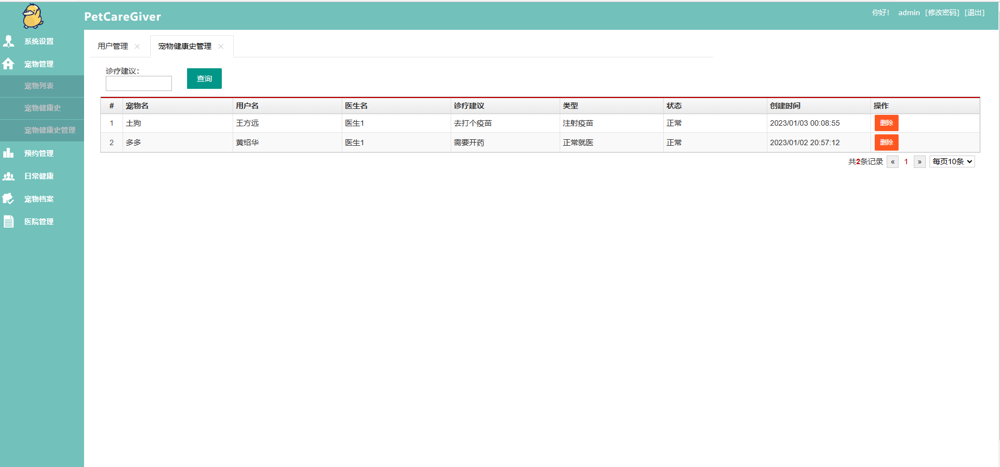 PetCareGiver
你好! admin [修改密码] [退出]
系统设置
宠物管理
宠物列表
宠物健康史
宠物健康史管理
预约管理
日常健康
宠物档案
医院管理
用户管理 × 宠物健康史管理 ×
诊疗建议:
查询
# 宠物名 用户名 医生名 诊疗建议 类型 状态 创建时间 操作
1 土狗 王方远 医生1 去打个疫苗 注射疫苗 正常 2023/01/03 00:08:55 删除
2 多多 黄绍华 医生1 需要开药 正常就医 正常 2023/01/02 20:57:12 删除
共2条记录 « 1 » 每页10条